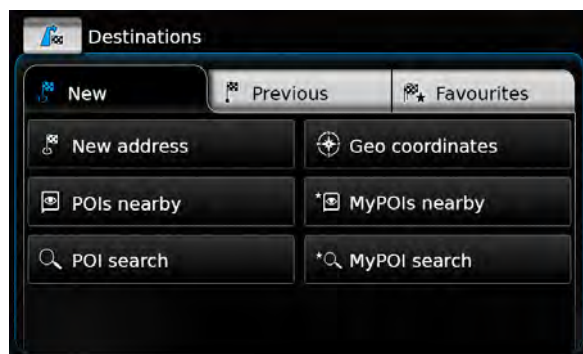 Destinations
New
Previous
Favourites
New address
Geo coordinates
POIs nearby
MyPOIs nearby
POI search
MyPOI search